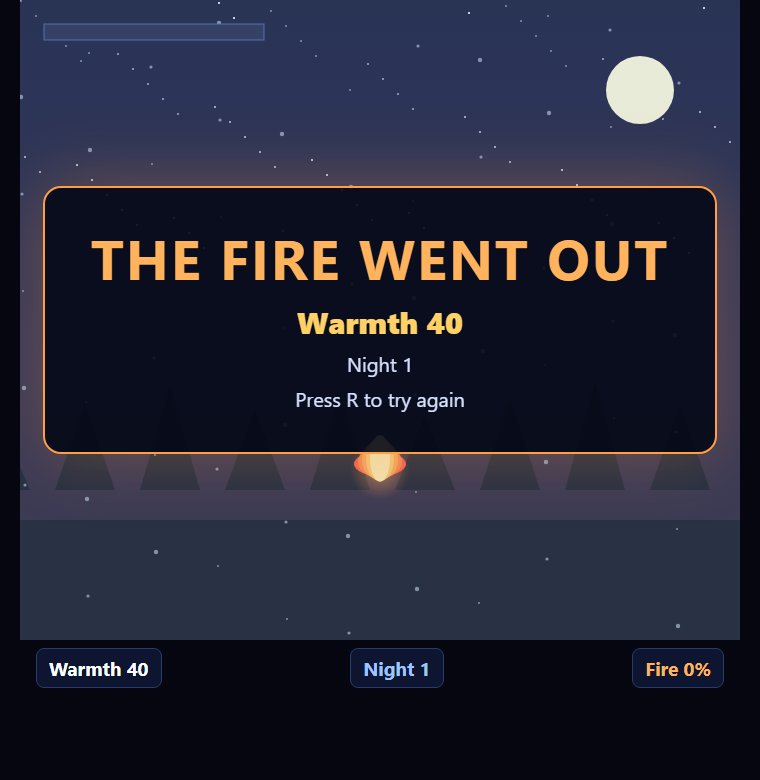 THE FIRE WENT OUT
Warmth 40
Night 1
Press R to try again
Warmth 40
Night 1
Fire 0%